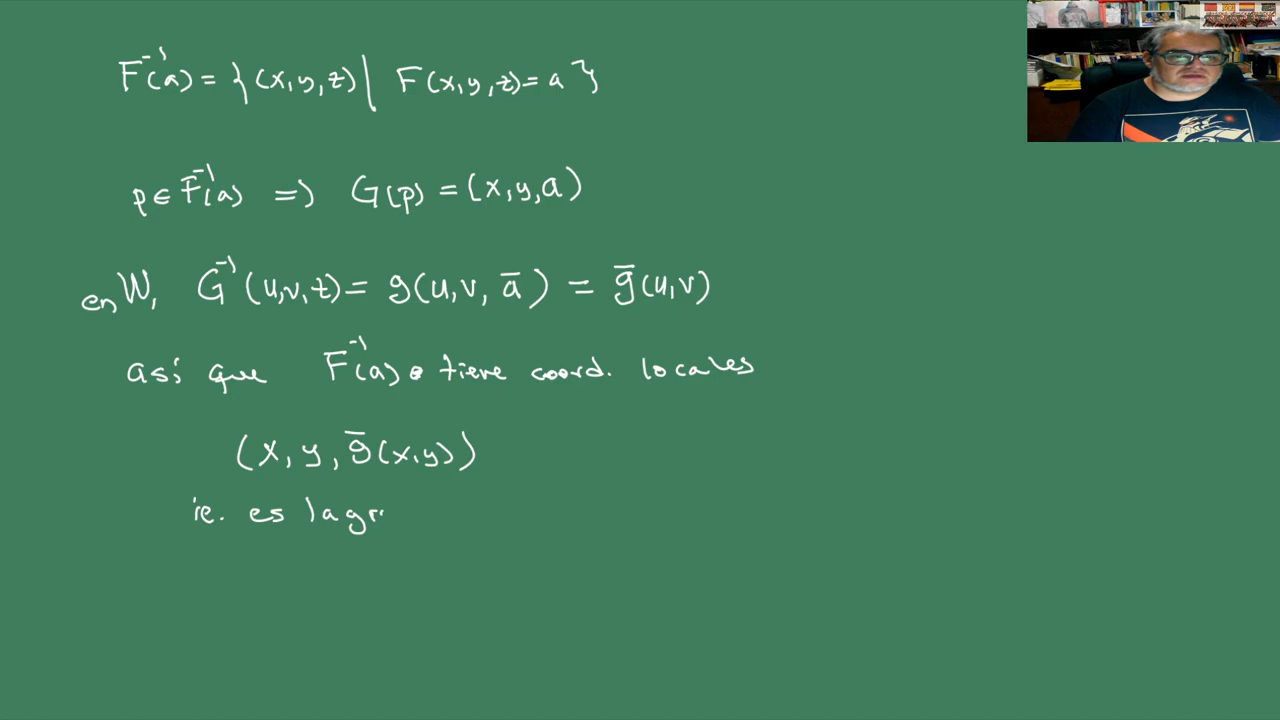 F⁻¹(a) = {(x,y,z) | F(x,y,z)=a}
p∈F⁻¹(a) ⇒ G(p) = (x,y,a)
en W, G⁻¹(u,v,z) = g(u,v,a̅) = g̅(u,v)
así que F⁻¹(a) tiene coord. locales
(x, y, g̅(x,y))
ie. es la gr